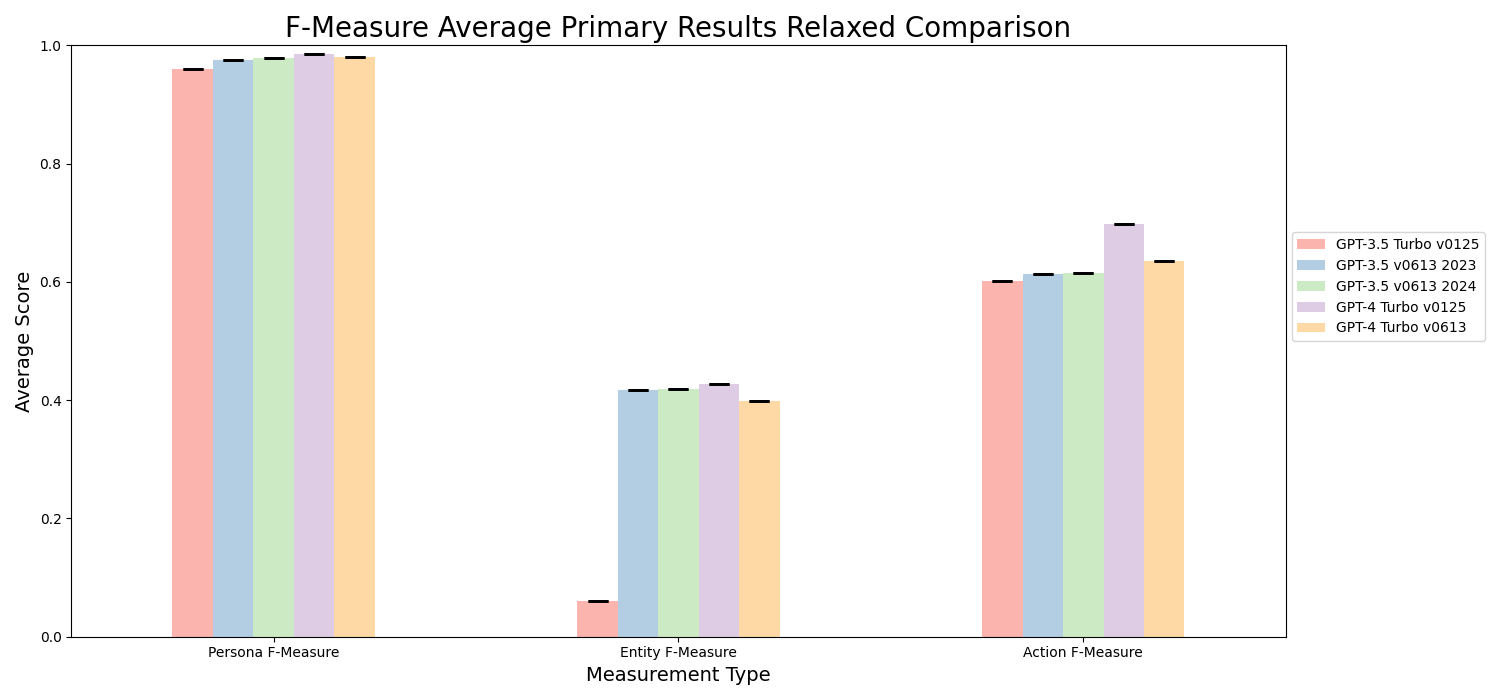 F-Measure Average Primary Results Relaxed Comparison
Average Score
1.0
0.8
0.6
0.4
0.2
0.0
Persona F-Measure
Entity F-Measure
Action F-Measure
Measurement Type
GPT-3.5 Turbo v0125
GPT-3.5 v0613 2023
GPT-3.5 v0613 2024
GPT-4 Turbo v0125
GPT-4 Turbo v0613